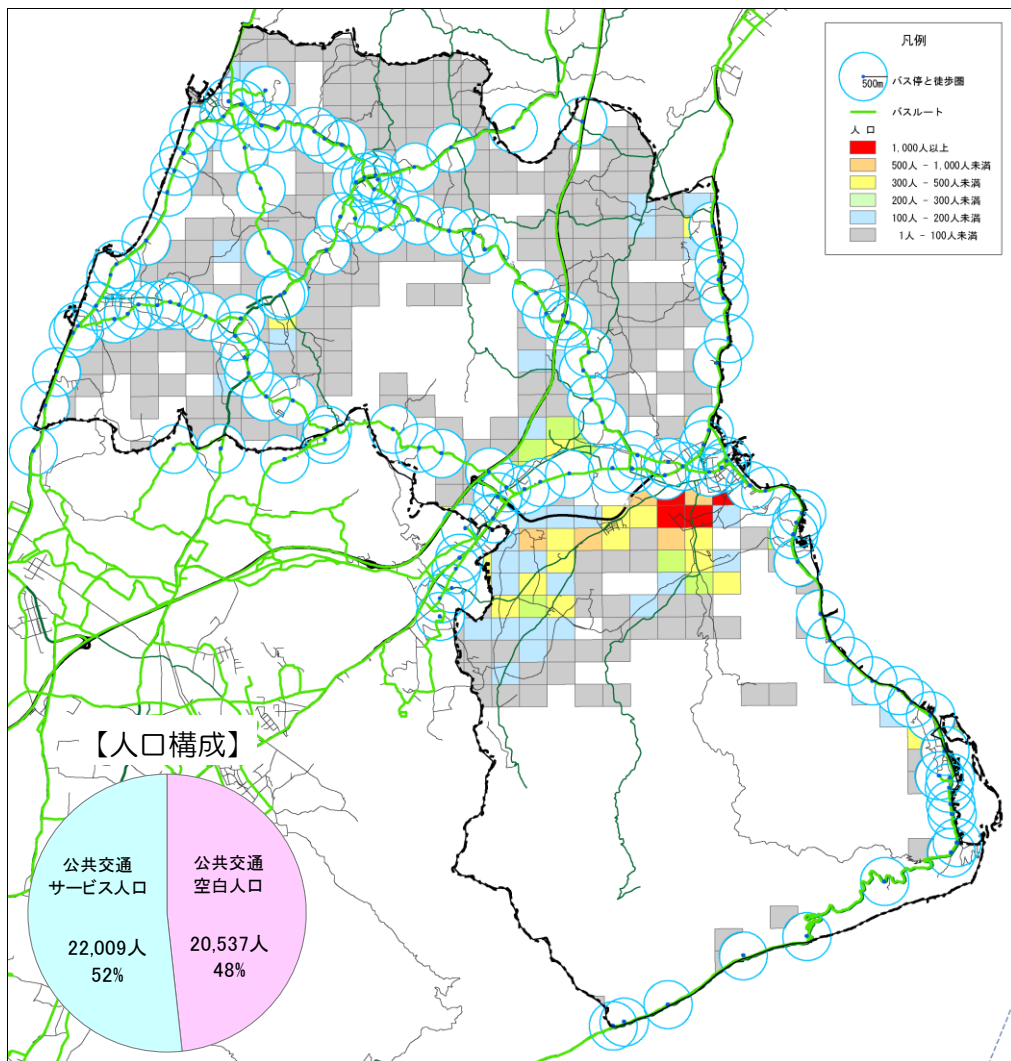 凡例
500m
バス停と徒歩圏
バスルート
人 口
1,000人以上
500人 - 1,000人未満
300人 - 500人未満
200人 - 300人未満
100人 - 200人未満
1人 - 100人未満
【人口構成】
公共交通
サービス人口
22,009人
52%
公共交通
空白人口
20,537人
48%